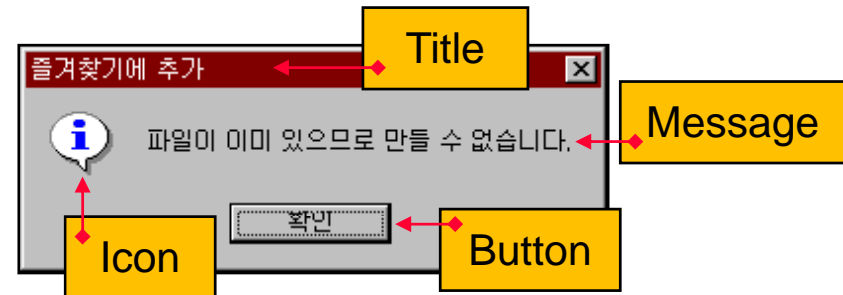 Title
즐겨찾기에 추가
파일이 이미 있으므로 만들 수 없습니다.
Message
확인
Icon
Button